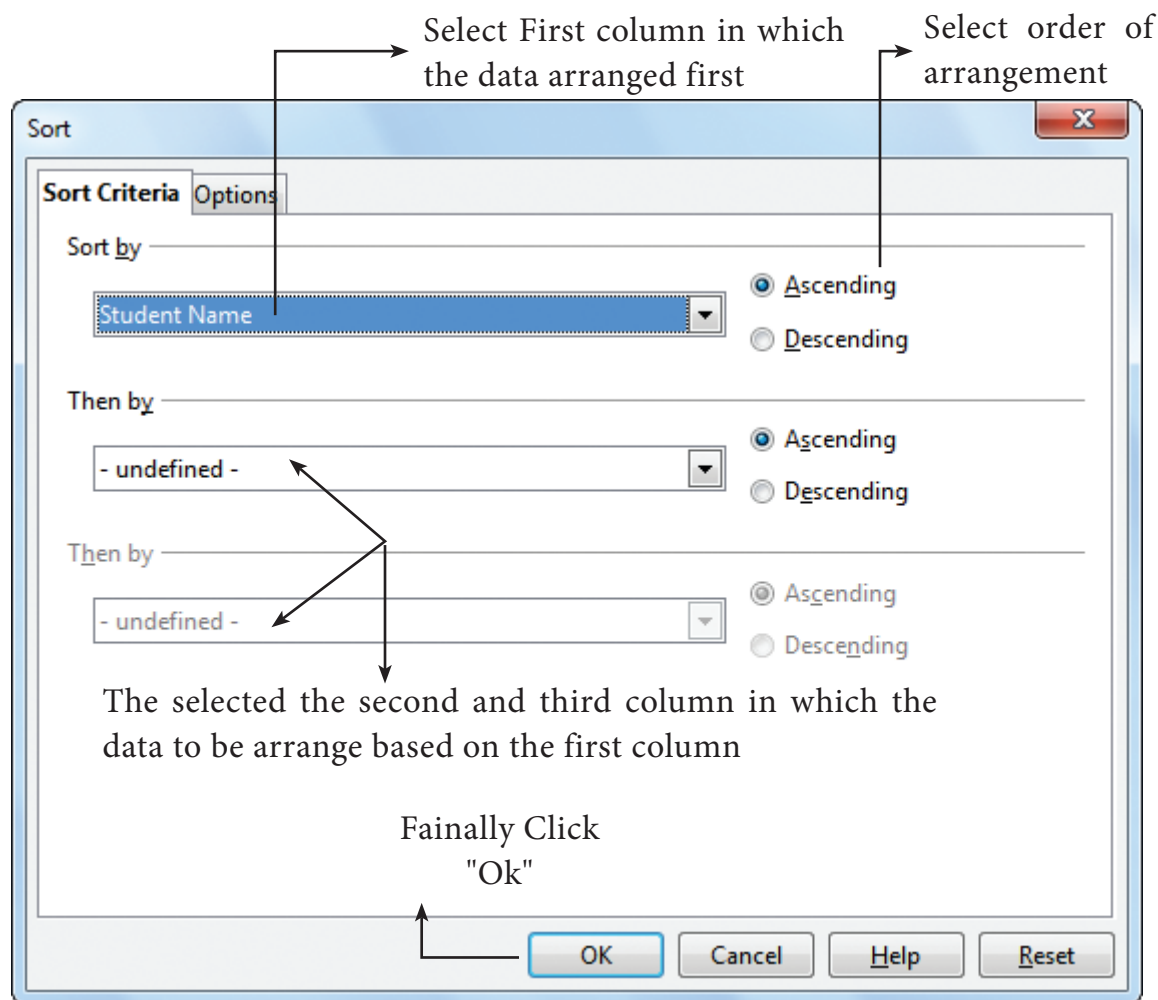 Select First column in which
the data arranged first
Select order of
arrangement
Sort
Sort Criteria
Options
Sort by
Student Name
Ascending
Descending
Then by
- undefined -
Ascending
Descending
Then by
- undefined -
Ascending
Descending
The selected the second and third column in which the
data to be arrange based on the first column
Fainally Click
"Ok"
OK
Cancel
Help
Reset